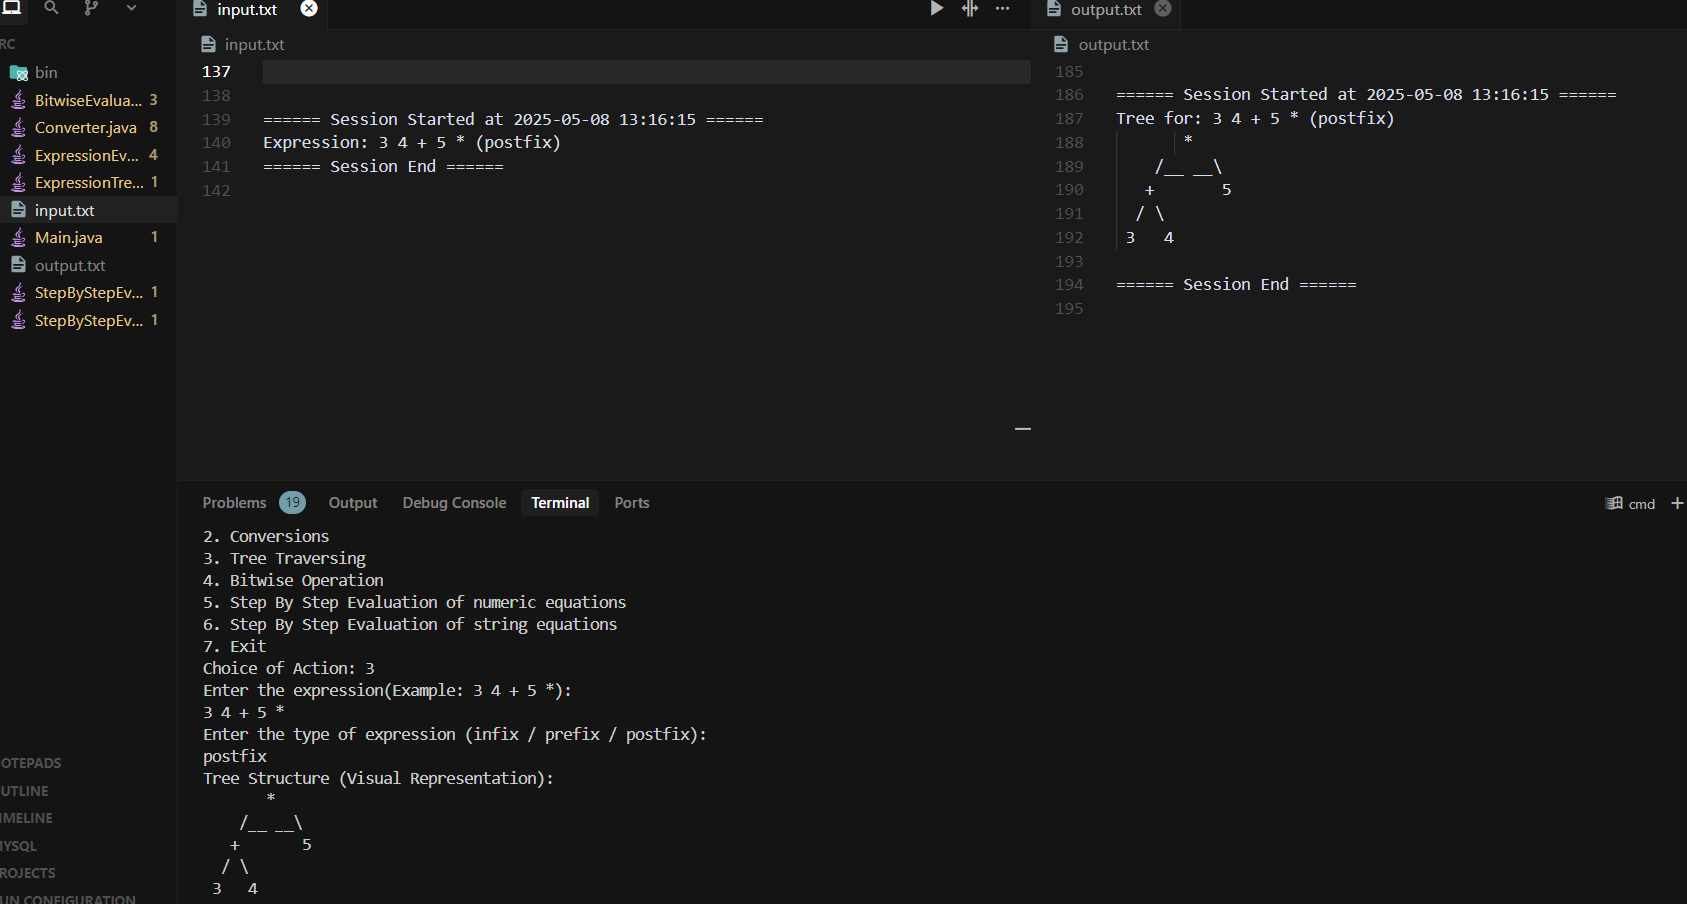 input.txt
output.txt
RC
bin
BitwiseEvalua... 3
Converter.java 8
ExpressionEv... 4
ExpressionTre... 1
input.txt
Main.java 1
output.txt
StepByStepEv... 1
StepByStepEv... 1
OTEPADS
UTLINE
IMELINE
MYSQL
ROJECTS
UN CONFIGURATION
input.txt
137
138
139 ====== Session Started at 2025-05-08 13:16:15 ======
140 Expression: 3 4 + 5 * (postfix)
141 ====== Session End ======
142
output.txt
185
186 ====== Session Started at 2025-05-08 13:16:15 ======
187 Tree for: 3 4 + 5 * (postfix)
188        *
189     /__ __\
190    +       5
191   / \
192  3   4
193
194 ====== Session End ======
195
Problems 19 Output Debug Console Terminal Ports
cmd +
2. Conversions
3. Tree Traversing
4. Bitwise Operation
5. Step By Step Evaluation of numeric equations
6. Step By Step Evaluation of string equations
7. Exit
Choice of Action: 3
Enter the expression(Example: 3 4 + 5 *):
3 4 + 5 *
Enter the type of expression (infix / prefix / postfix):
postfix
Tree Structure (Visual Representation):
       *
    /__ __\
   +       5
  / \
 3   4